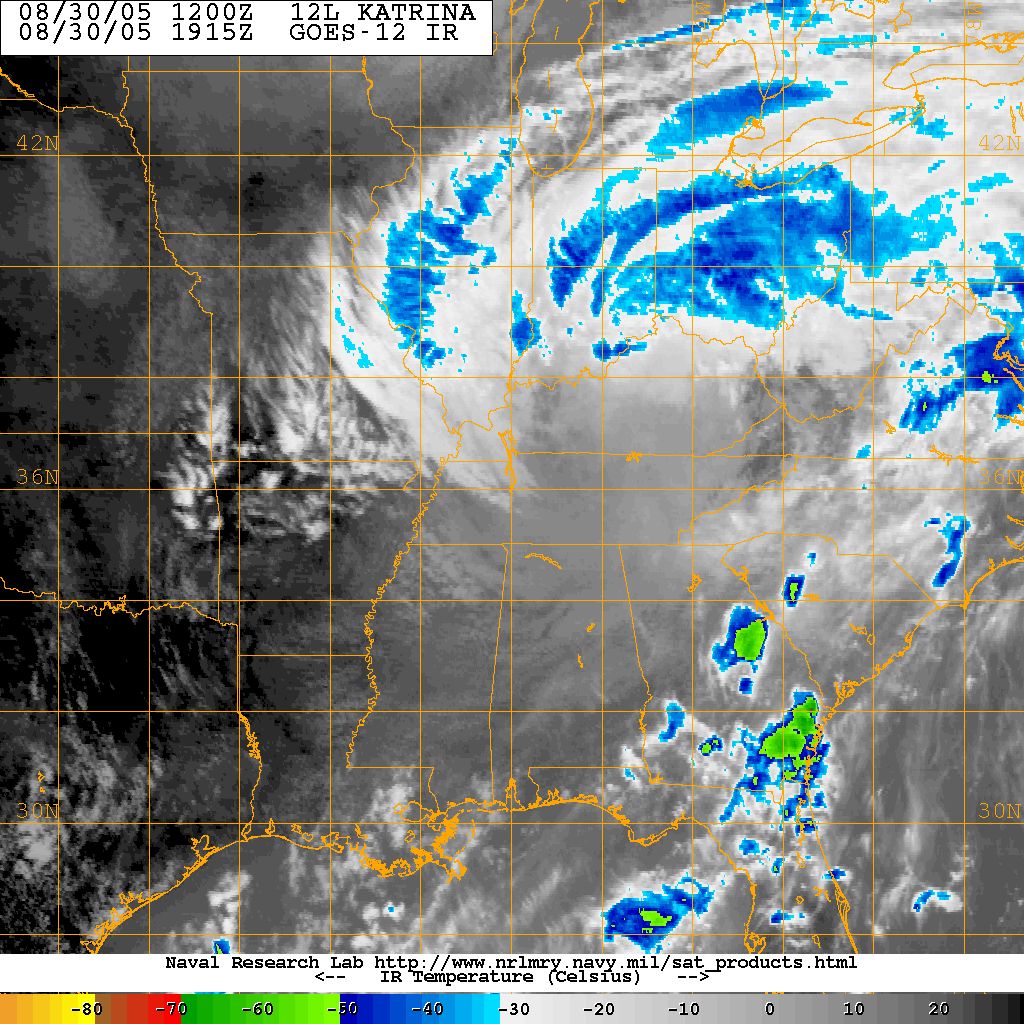 08/30/05 1200Z 12L KATRINA
08/30/05 1915Z GOES-12 IR
42N 42N
36N 36N
30N 30N
Naval Research Lab http://www.nrlmry.navy.mil/sat_products.html
<-- IR Temperature (Celsius) -->
-80 -70 -60 -50 -40 -30 -20 -10 0 10 20